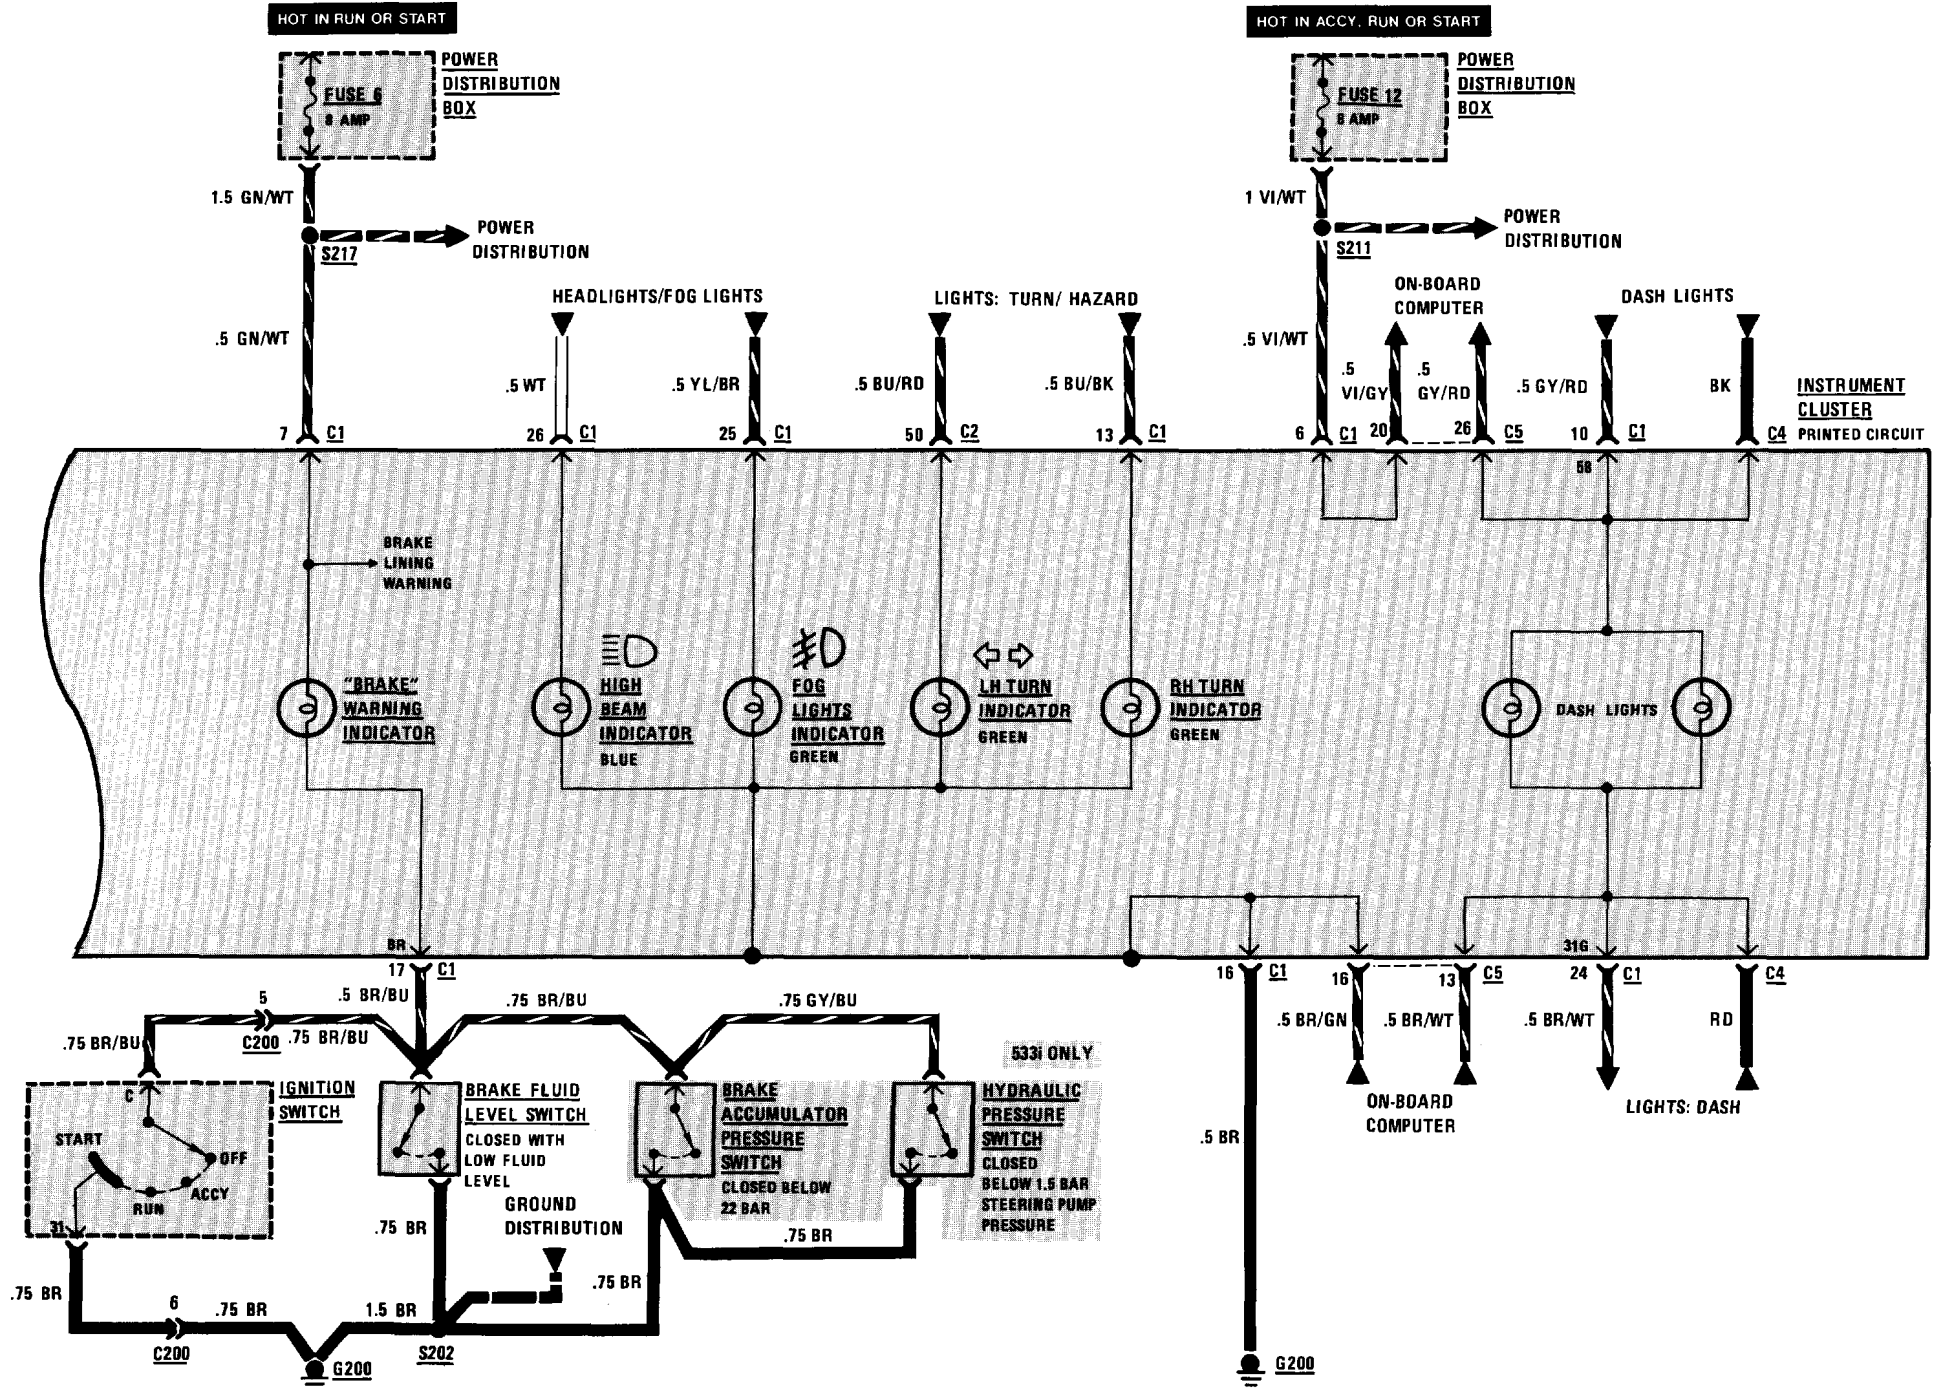 HOT IN RUN OR START
HOT IN ACCY, RUN OR START
FUSE 6
8 AMP
POWER
DISTRIBUTION
BOX
FUSE 12
8 AMP
POWER
DISTRIBUTION
BOX
1.5 GN/WT
S217
POWER
DISTRIBUTION
1 VI/WT
S211
POWER
DISTRIBUTION
HEADLIGHTS/FOG LIGHTS
LIGHTS: TURN/ HAZARD
ON-BOARD
COMPUTER
DASH LIGHTS
.5 GN/WT
.5 WT
.5 YL/BR
.5 BU/RD
.5 BU/BK
.5 VI/WT
.5
VI/GY
.5
GY/RD
.5 GY/RD
BK
INSTRUMENT
CLUSTER
PRINTED CIRCUIT
7 C1
26 C1
25 C1
50 C2
13 C1
6 C1
20
26 C5
10 C1
C4
58
BRAKE
LINING
WARNING
"BRAKE"
WARNING
INDICATOR
HIGH
BEAM
INDICATOR
BLUE
FOG
LIGHTS
INDICATOR
GREEN
LH TURN
INDICATOR
GREEN
RH TURN
INDICATOR
GREEN
DASH LIGHTS
BR
31G
17 C1
16 C1
16
13 C5
24 C1
C4
5
C200
.75 BR/BU
.75 BR/BU
.5 BR/BU
.75 BR/BU
.75 GY/BU
.5 BR/GN
.5 BR/WT
.5 BR/WT
RD
533i ONLY
IGNITION
SWITCH
C
START
OFF
ACCY
RUN
31
BRAKE FLUID
LEVEL SWITCH
CLOSED WITH
LOW FLUID
LEVEL
BRAKE
ACCUMULATOR
PRESSURE
SWITCH
CLOSED BELOW
22 BAR
HYDRAULIC
PRESSURE
SWITCH
CLOSED
BELOW 1.5 BAR
STEERING PUMP
PRESSURE
ON-BOARD
COMPUTER
LIGHTS: DASH
.5 BR
GROUND
DISTRIBUTION
.75 BR
.75 BR
.75 BR
.75 BR
6
C200
.75 BR
1.5 BR
G200
S202
G200